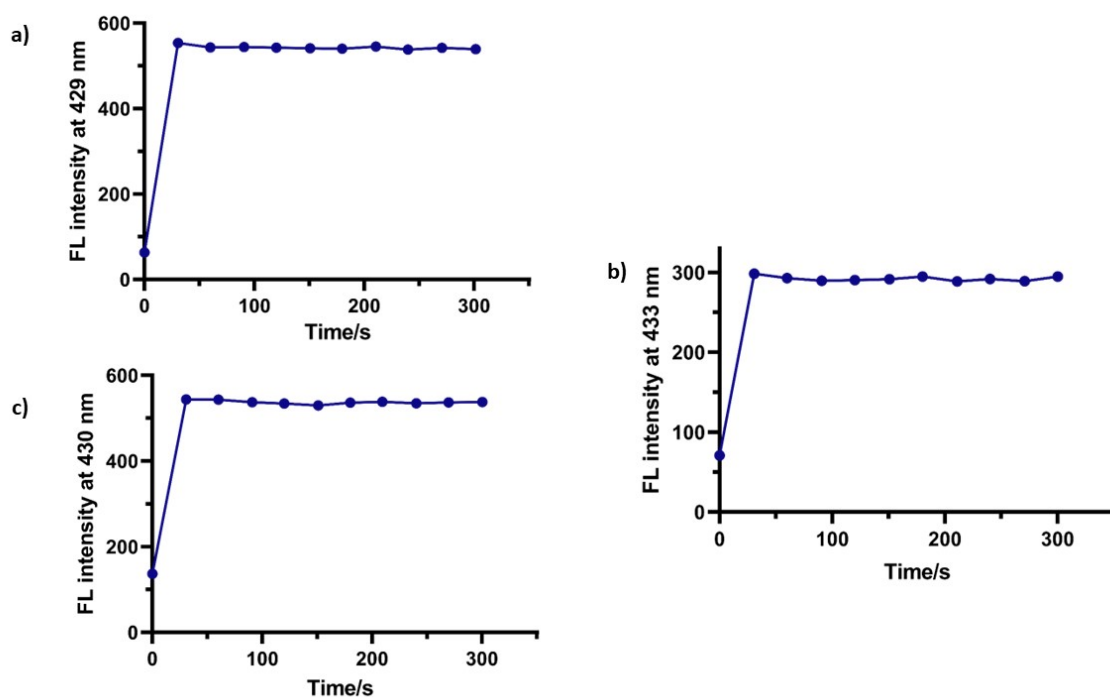 a)
FL intensity at 429 nm
600
400
200
0
0 100 200 300
Time/s
b)
FL intensity at 433 nm
300
200
100
0
0 100 200 300
Time/s
c)
FL intensity at 430 nm
600
400
200
0
0 100 200 300
Time/s